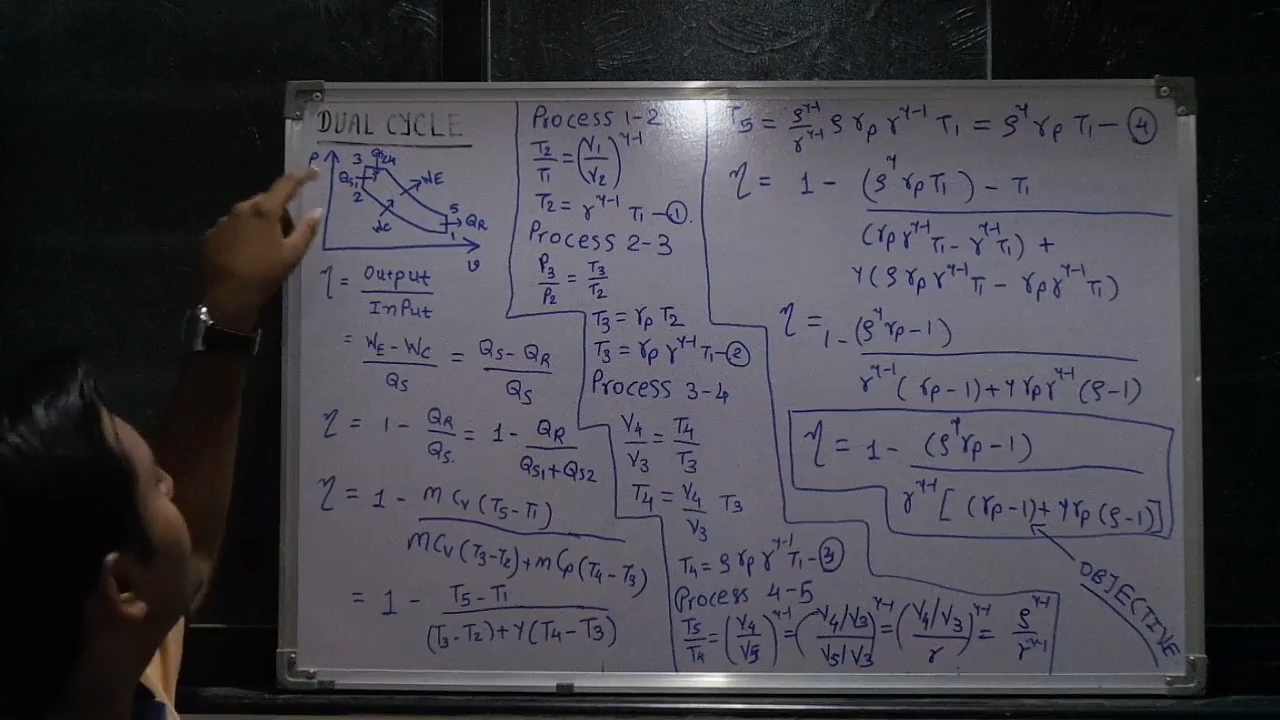 DUAL CYCLE
P
3 QS2 4
QS1 WE
2 5
WC QR
1
v
η = Output / Input
= WE - WC / QS = QS - QR / QS
η = 1 - QR / QS = 1 - QR / QS1 + QS2
η = 1 - m Cv (T5 - T1) / m Cv (T3 - T2) + m Cp (T4 - T3)
= 1 - T5 - T1 / (T3 - T2) + γ (T4 - T3)
Process 1-2
T2/T1 = (V1/V2)^γ-1
T2 = r^γ-1 T1 - ①
Process 2-3
P3/P2 = T3/T2
T3 = rp T2
T3 = rp r^γ-1 T1 - ②
Process 3-4
V4/V3 = T4/T3
T4 = V4/V3 T3
T4 = ρ rp r^γ-1 T1 - ③
Process 4-5
T5/T4 = (V4/V5)^γ-1 = (V4/V3 / V5/V3)^γ-1 = (V4/V3 / r)^γ-1 = ρ^γ-1 / r^γ-1
T5 = ρ^γ-1 / r^γ-1 ρ rp r^γ-1 T1 = ρ^γ rp T1 - ④
η = 1 - (ρ^γ rp T1) - T1 /
(rp r^γ-1 T1 - r^γ-1 T1) +
γ (ρ rp r^γ-1 T1 - rp r^γ-1 T1)
η = 1 - (ρ^γ rp - 1) /
r^γ-1 (rp - 1) + γ rp r^γ-1 (ρ - 1)
η = 1 - (ρ^γ rp - 1) /
r^γ-1 [(rp - 1) + γ rp (ρ - 1)]
OBJECTIVE